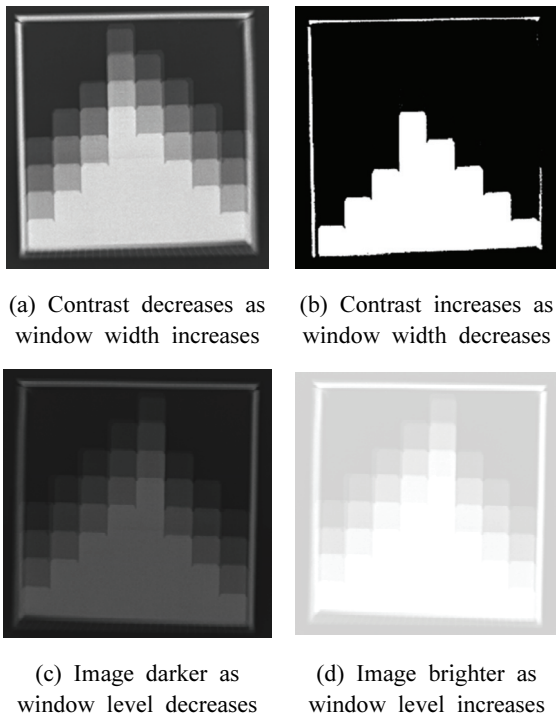 (a) Contrast decreases as
window width increases
(b) Contrast increases as
window width decreases
(c) Image darker as
window level decreases
(d) Image brighter as
window level increases